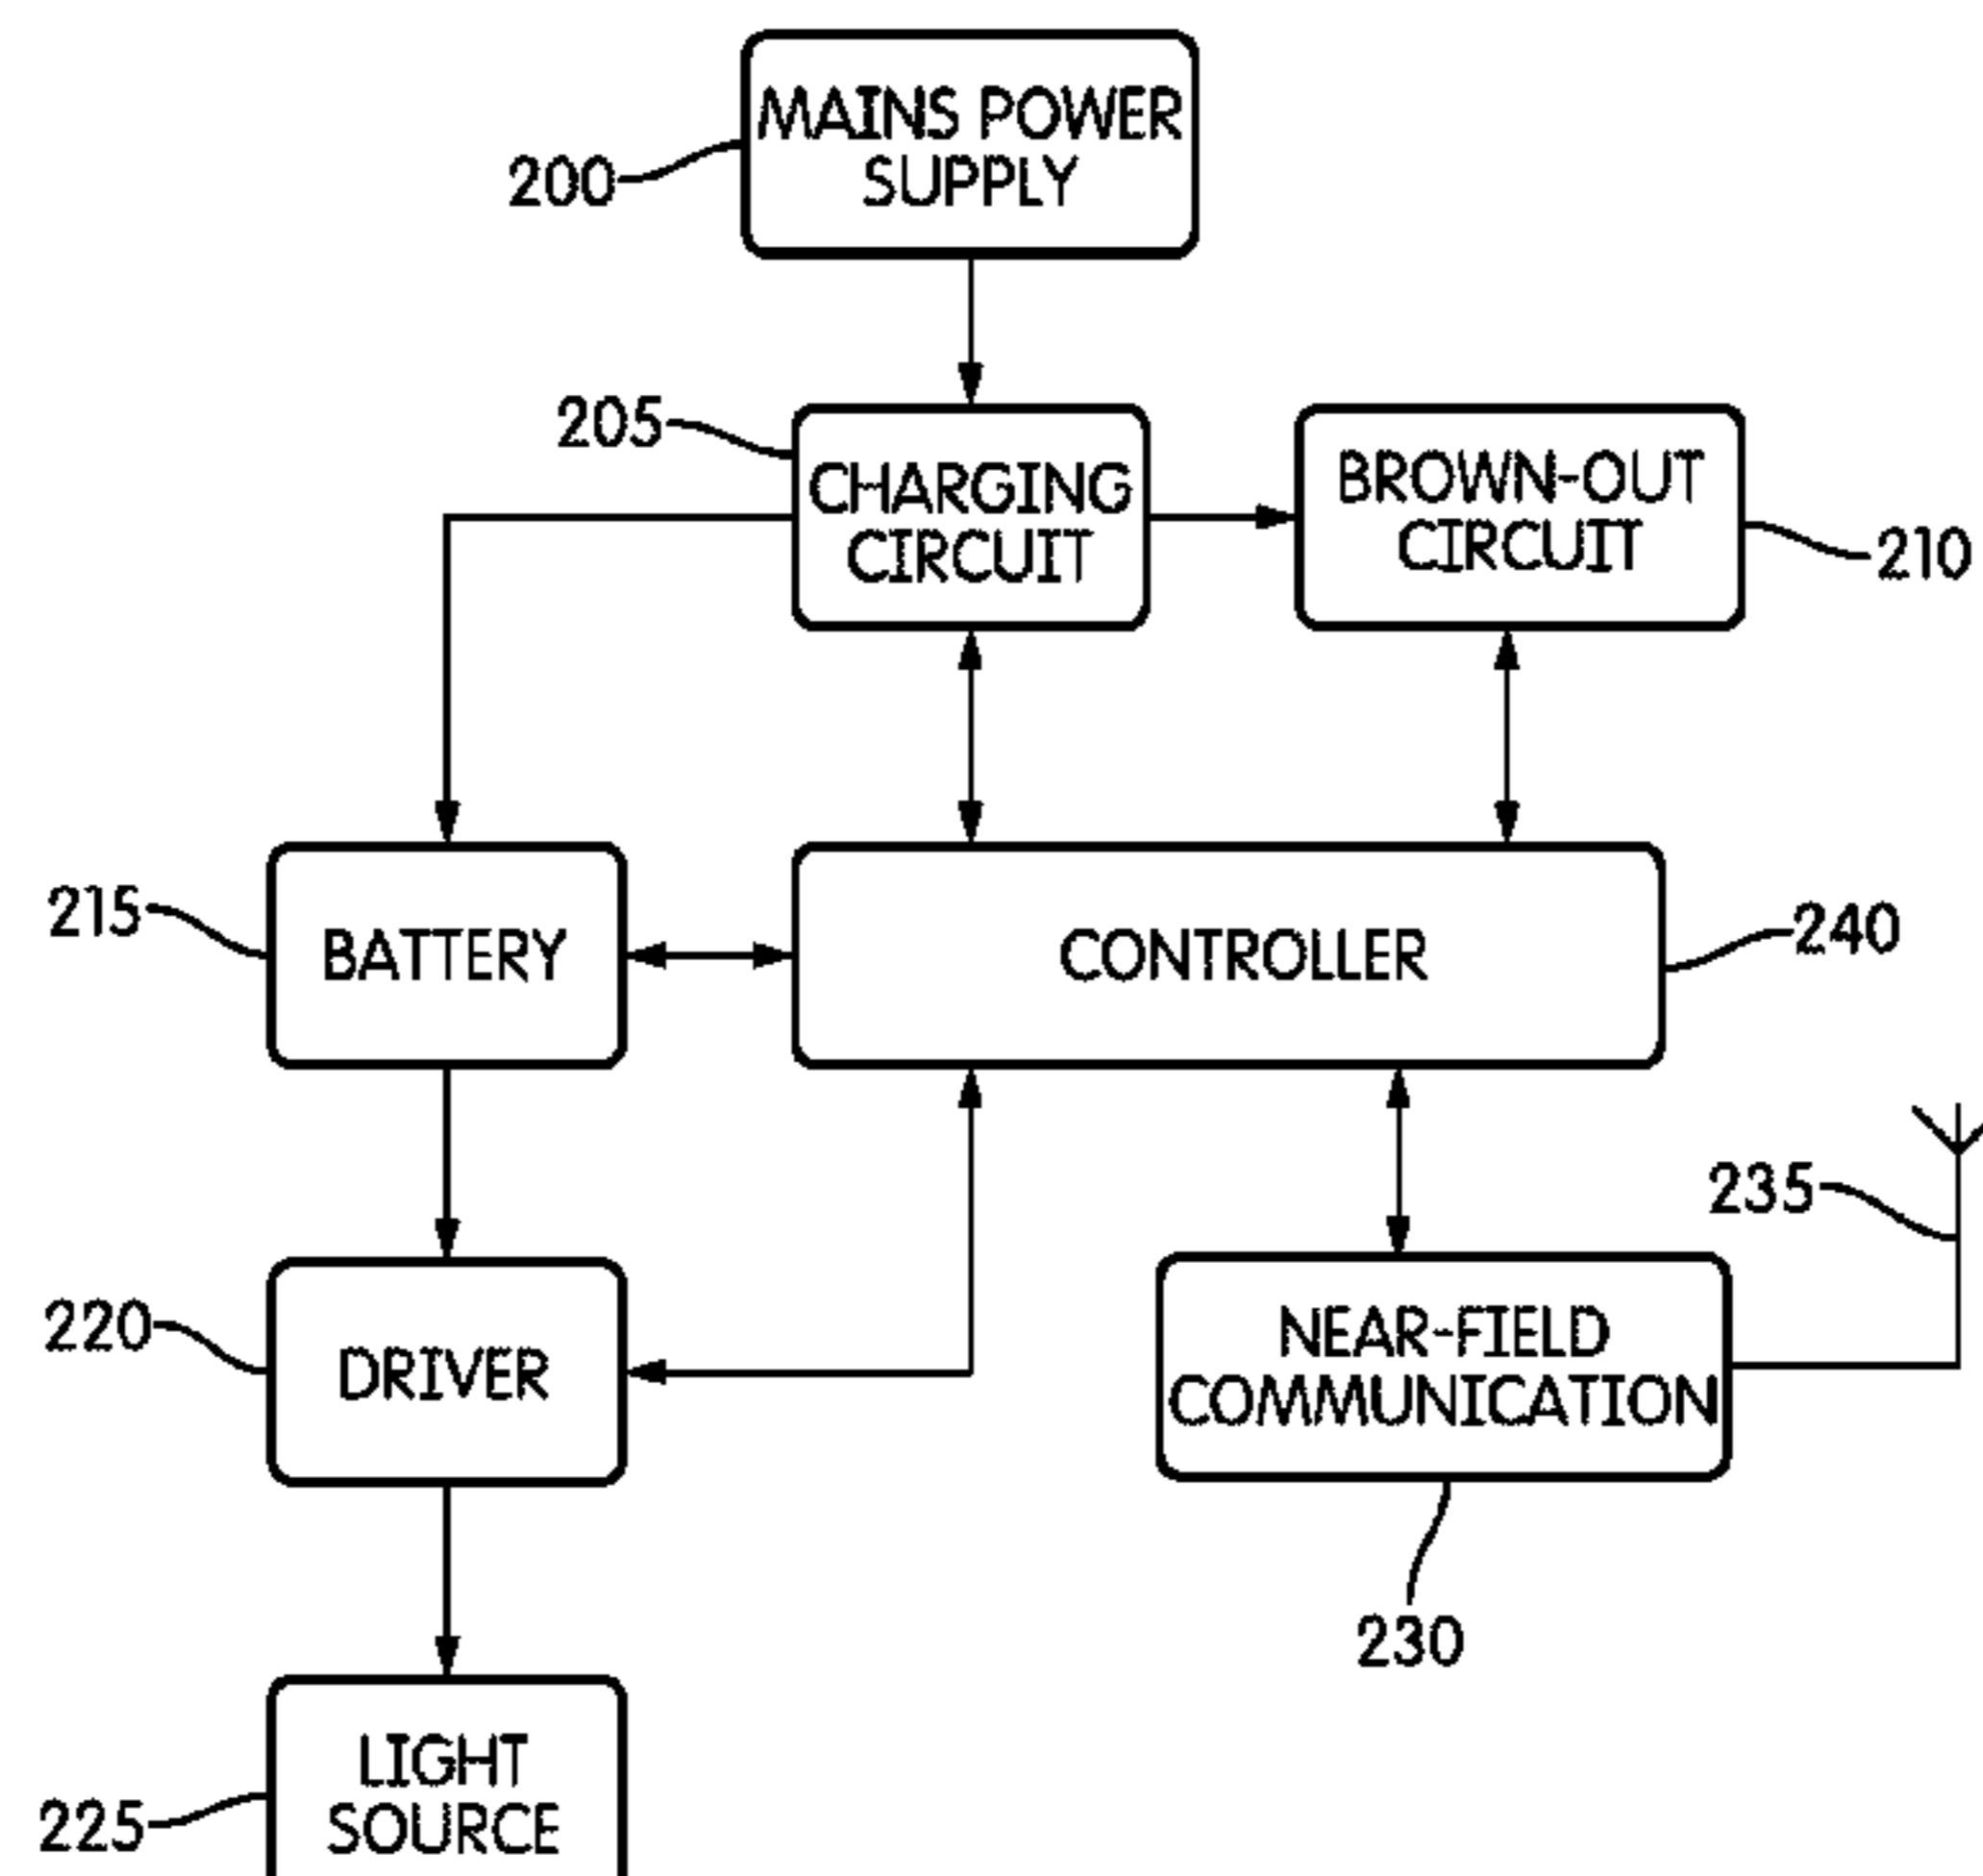 MAINS POWER
SUPPLY
200
205
CHARGING
CIRCUIT
BROWN-OUT
CIRCUIT
210
215
BATTERY
CONTROLLER
240
235
220
DRIVER
NEAR-FIELD
COMMUNICATION
230
LIGHT
SOURCE
225